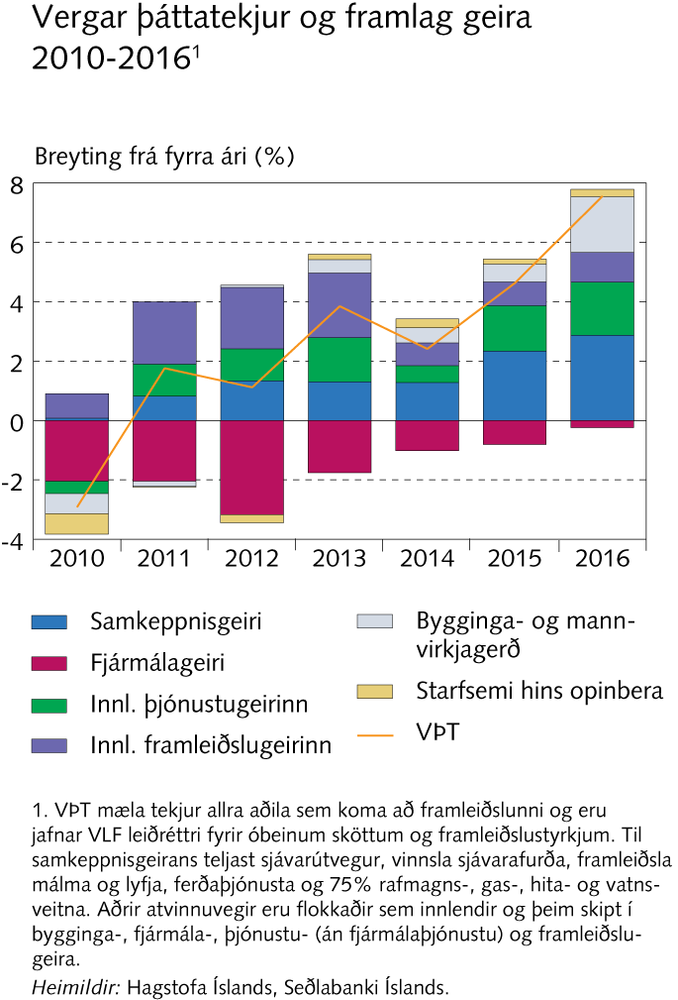 Vergar þáttatekjur og framlag geira
2010-2016¹
Breyting frá fyrra ári (%)
8
6
4
2
0
-2
-4
2010 2011 2012 2013 2014 2015 2016
Samkeppnisgeiri
Fjármálageiri
Innl. þjónustugeirinn
Innl. framleiðslugeirinn
Bygginga- og mann-
virkjagerð
Starfsemi hins opinbera
VÞT
1. VÞT mæla tekjur allra aðila sem koma að framleiðslunni og eru
jafnar VLF leiðréttri fyrir óbeinum sköttum og framleiðslustyrkjum. Til
samkeppnisgeirans teljast sjávarútvegur, vinnsla sjávarafurða, framleiðsla
málma og lyfja, ferðaþjónusta og 75% rafmagns-, gas-, hita- og vatns-
veitna. Aðrir atvinnuvegir eru flokkaðir sem innlendir og þeim skipt í
bygginga-, fjármála-, þjónustu- (án fjármálaþjónustu) og framleiðslu-
geira.
Heimildir: Hagstofa Íslands, Seðlabanki Íslands.